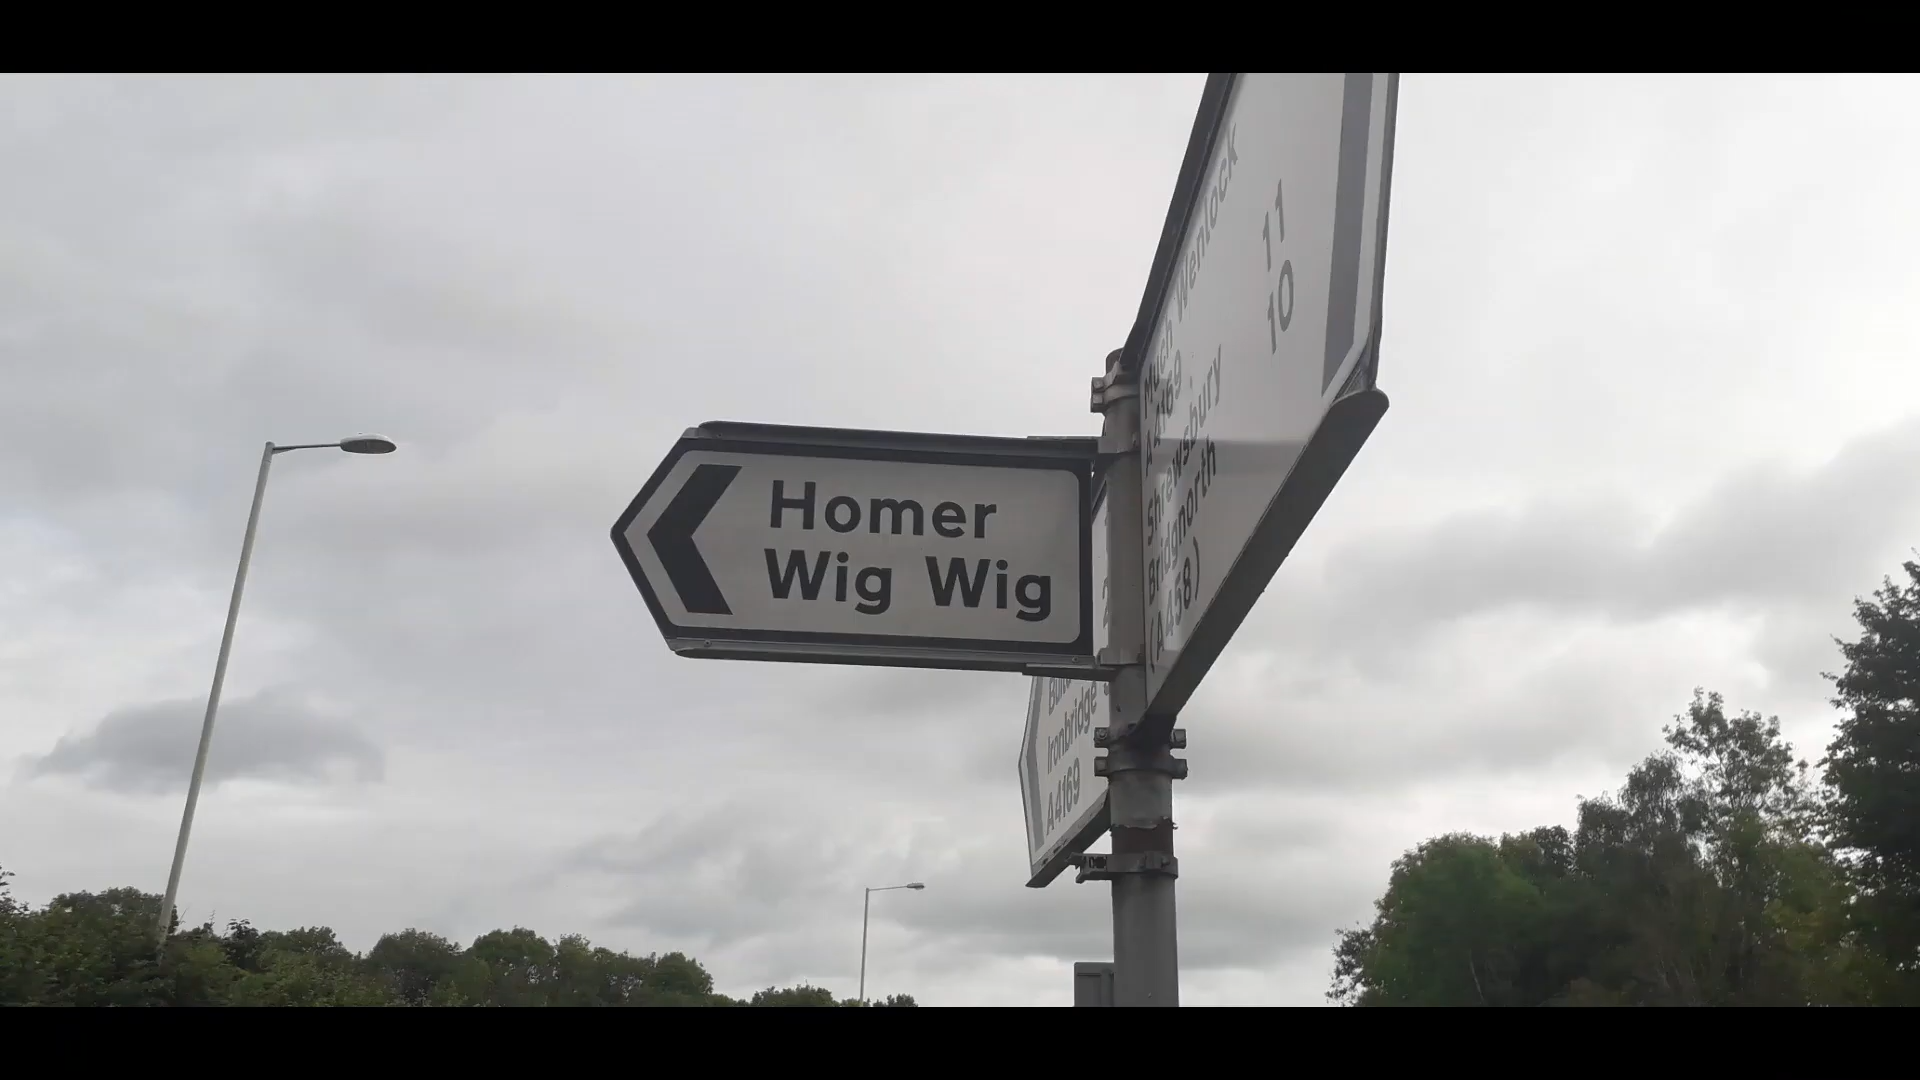 Homer
Wig Wig
Much Wenlock
A4169
Shrewsbury 11
Bridgnorth 10
(A458)
Ironbridge
A4169